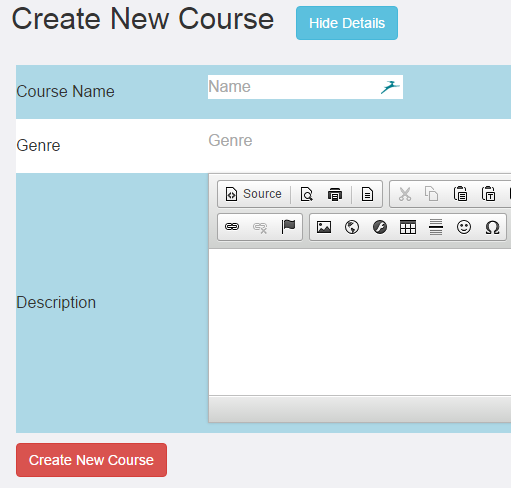 Create New Course
Hide Details
Course Name
Name
Genre
Genre
Source
Description
Create New Course